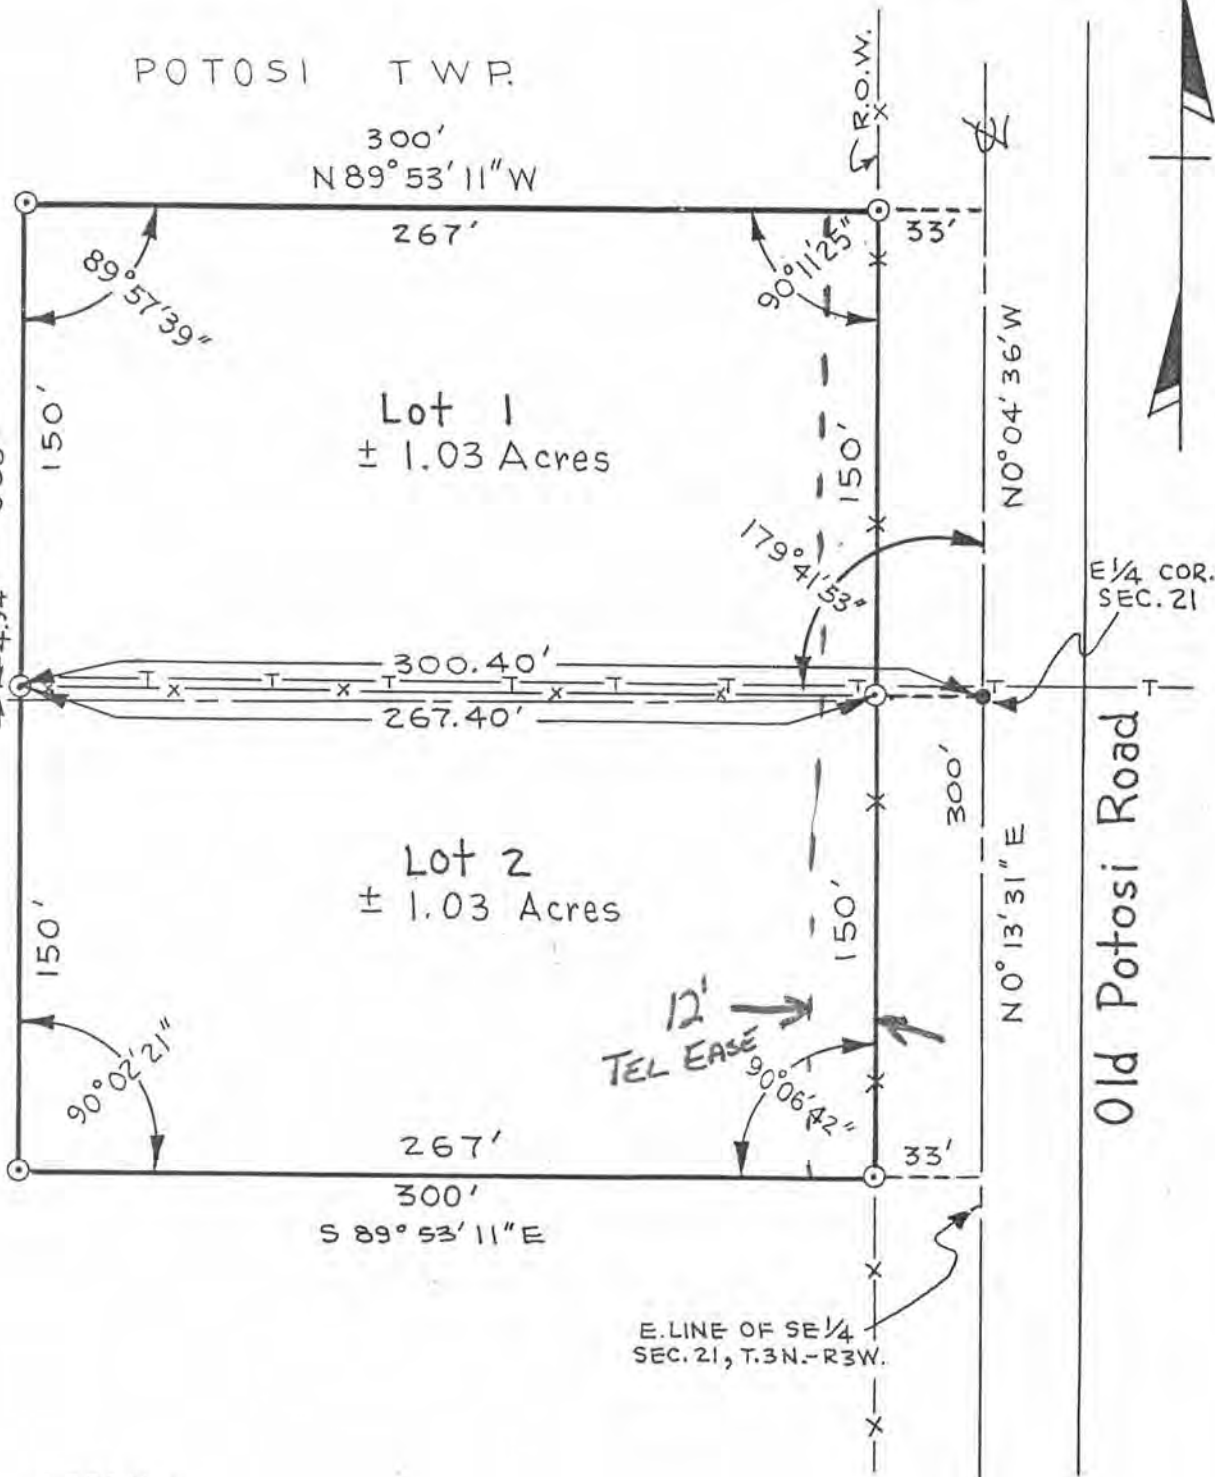 POTOSI TWP.
R.O.W.
300'
N 89° 53' 11" W
267'
33'
89° 57' 39"
90° 11' 25"
N 0° 04' 36" W
150'
Lot 1
± 1.03 Acres
150'
179° 41' 53"
E 1/4 COR.
SEC. 21
300.40'
T T T T T T T T T
267.40'
300'
Old Potosi Road
Lot 2
± 1.03 Acres
150'
150'
N 0° 13' 31" E
12'
TEL EASE
90° 02' 21"
90° 06' 42"
267'
33'
300'
S 89° 53' 11" E
E. LINE OF SE 1/4
SEC. 21, T.3N.-R3W.